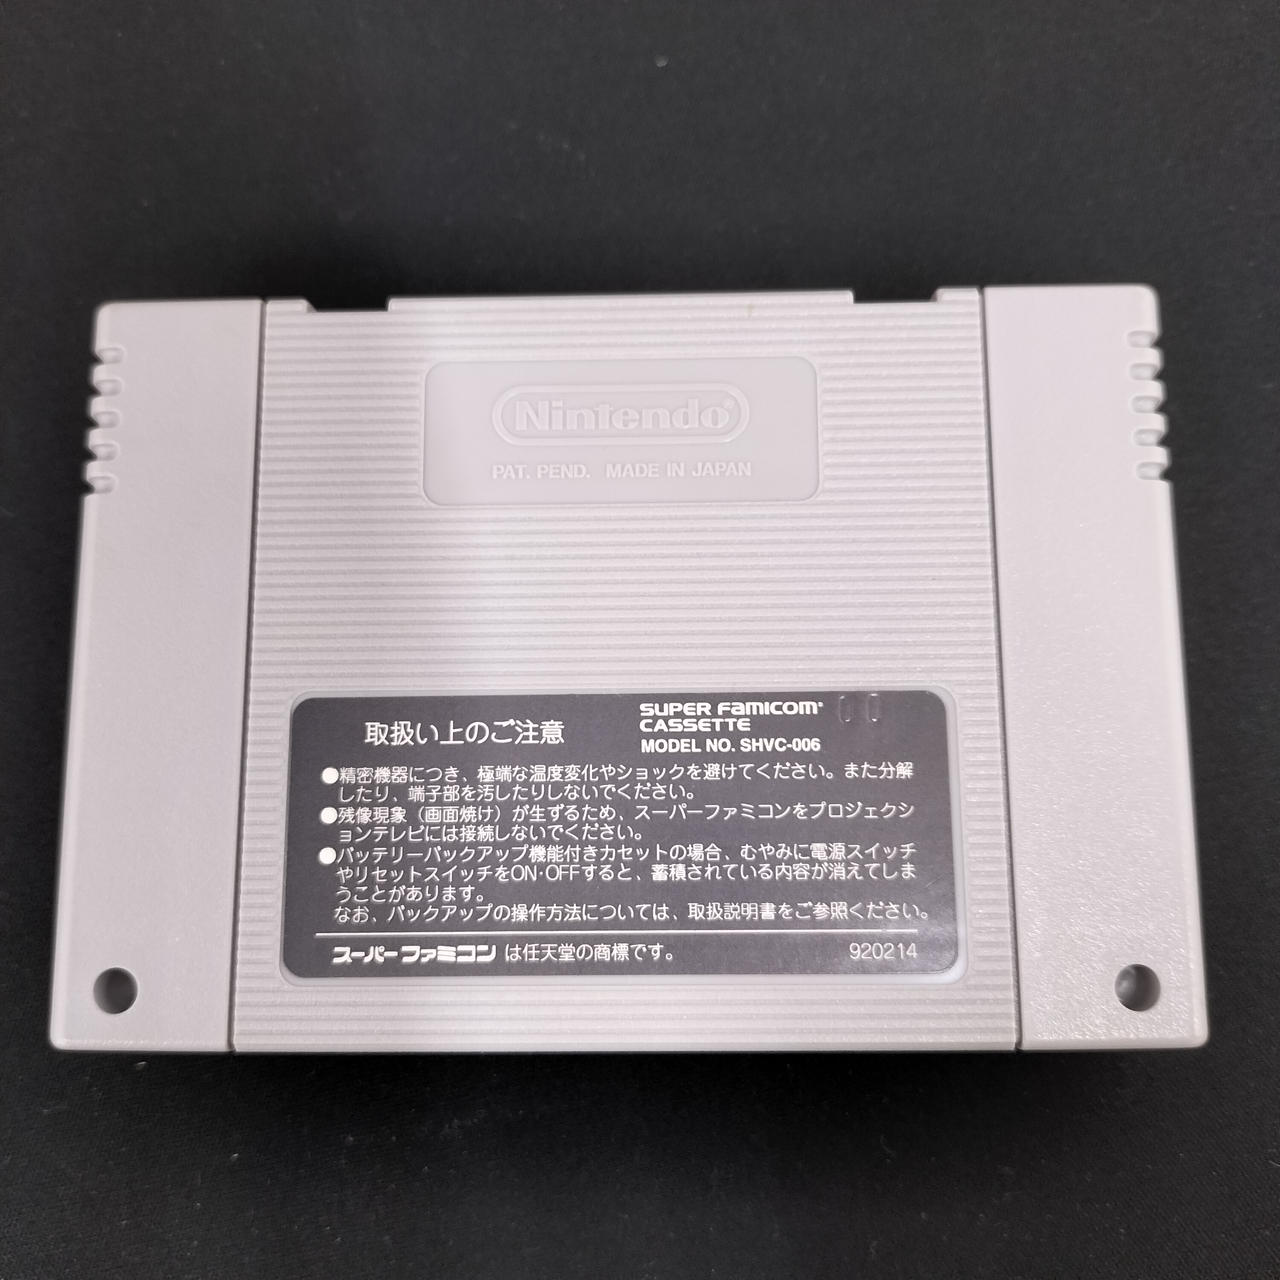 Nintendo®
PAT. PEND. MADE IN JAPAN
取扱い上のご注意
SUPER FAMICOM®
CASSETTE
MODEL NO. SHVC-006
●精密機器につき、極端な温度変化やショックを避けてください。また分解
したり、端子部を汚したりしないでください。
●残像現象（画面焼け）が生ずるため、スーパーファミコンをプロジェクシ
ョンテレビには接続しないでください。
●バッテリーバックアップ機能付きカセットの場合、むやみに電源スイッチ
やリセットスイッチをON・OFFすると、蓄積されている内容が消えてしま
うことがあります。
なお、バックアップの操作方法については、取扱説明書をご参照ください。
スーパーファミコン は任天堂の商標です。
920214